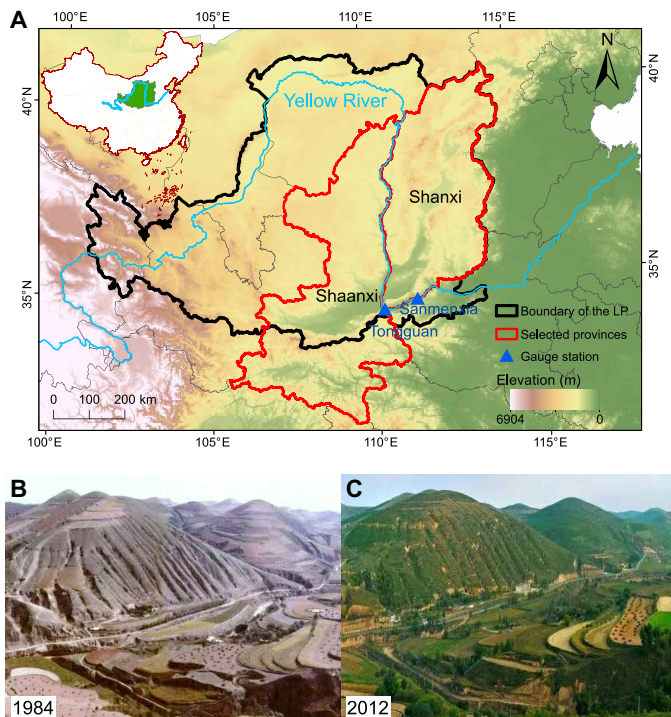 A
100°E
105°E
110°E
115°E
N
40°N
40°N
Yellow River
Shanxi
35°N
35°N
Shaanxi
Sanmenxia
Tongguan
Boundary of the LP
Selected provinces
Gauge station
Elevation (m)
6904
0
0
100
200 km
100°E
105°E
110°E
115°E
B
C
1984
2012